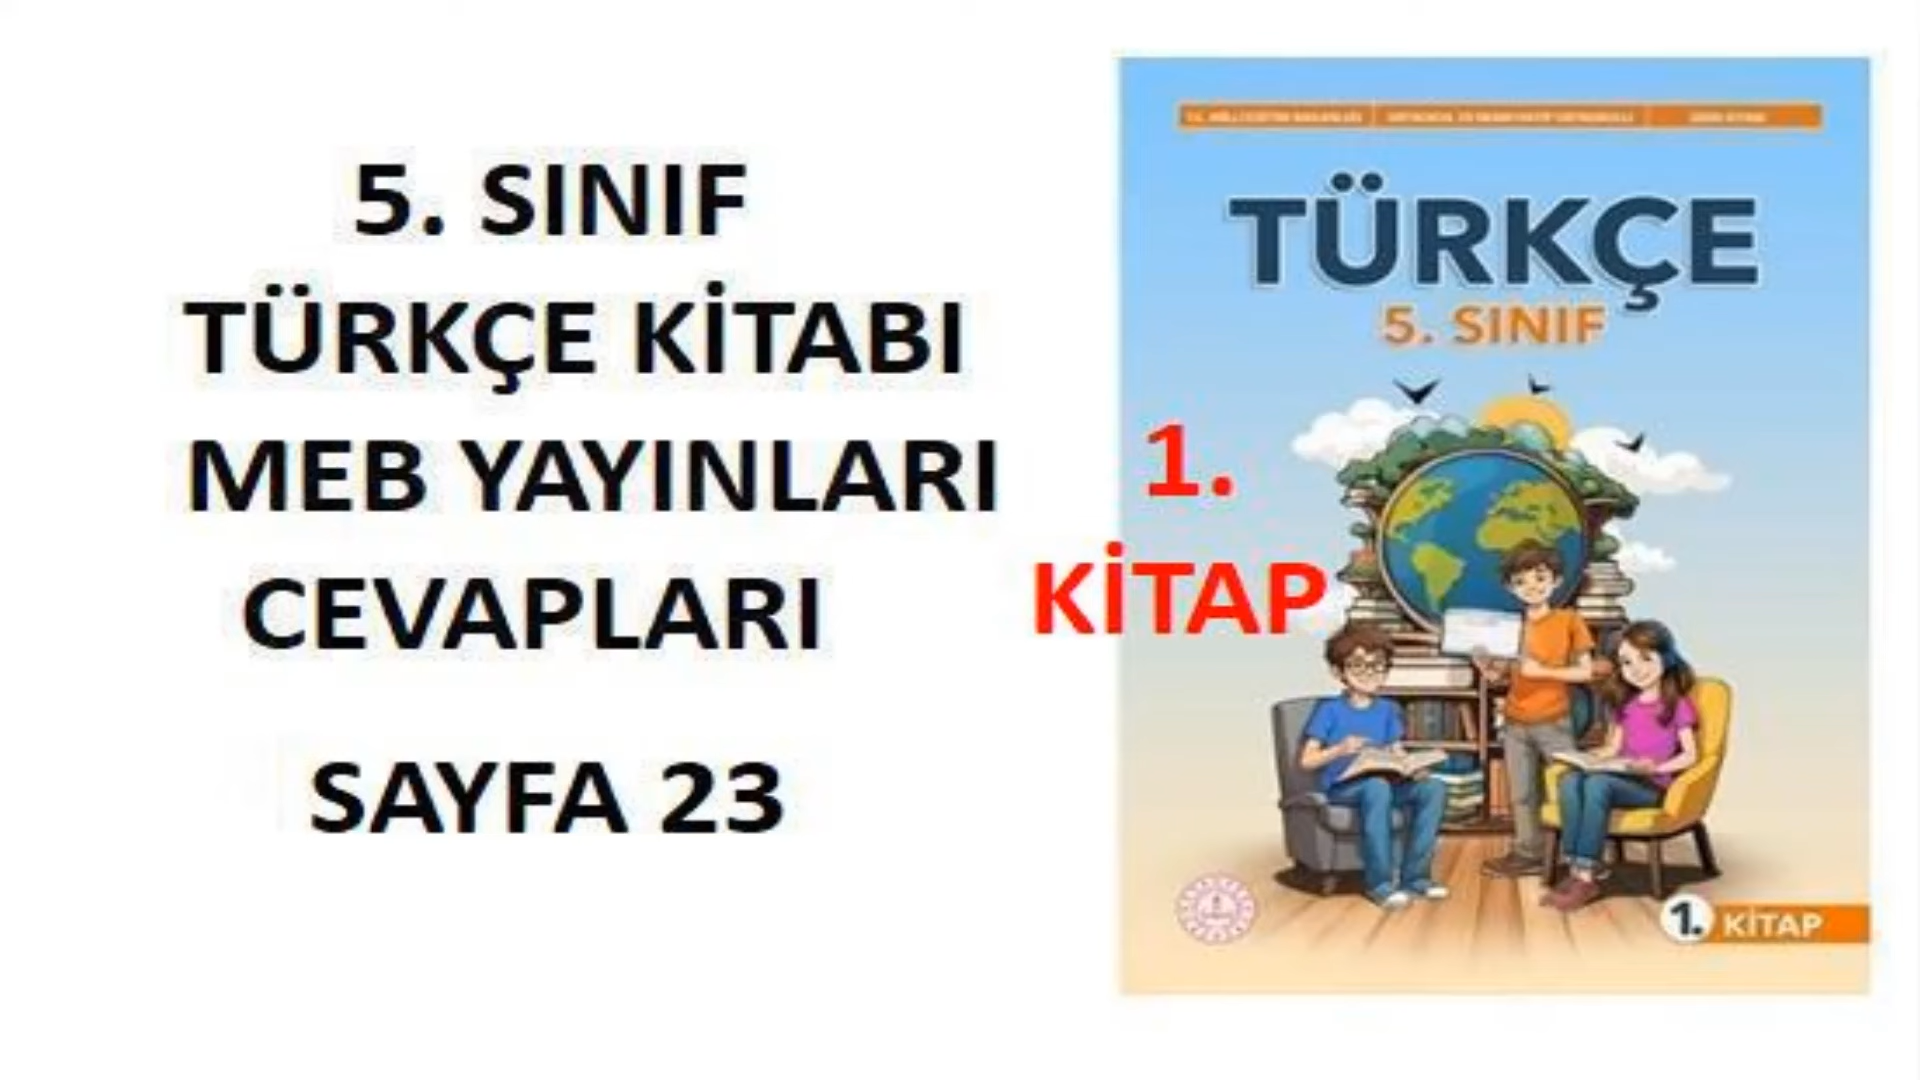 5. SINIF
TÜRKÇE KİTABI
MEB YAYINLARI
CEVAPLARI
SAYFA 23
1.
KİTAP
TÜRKÇE
5. SINIF
1. KİTAP